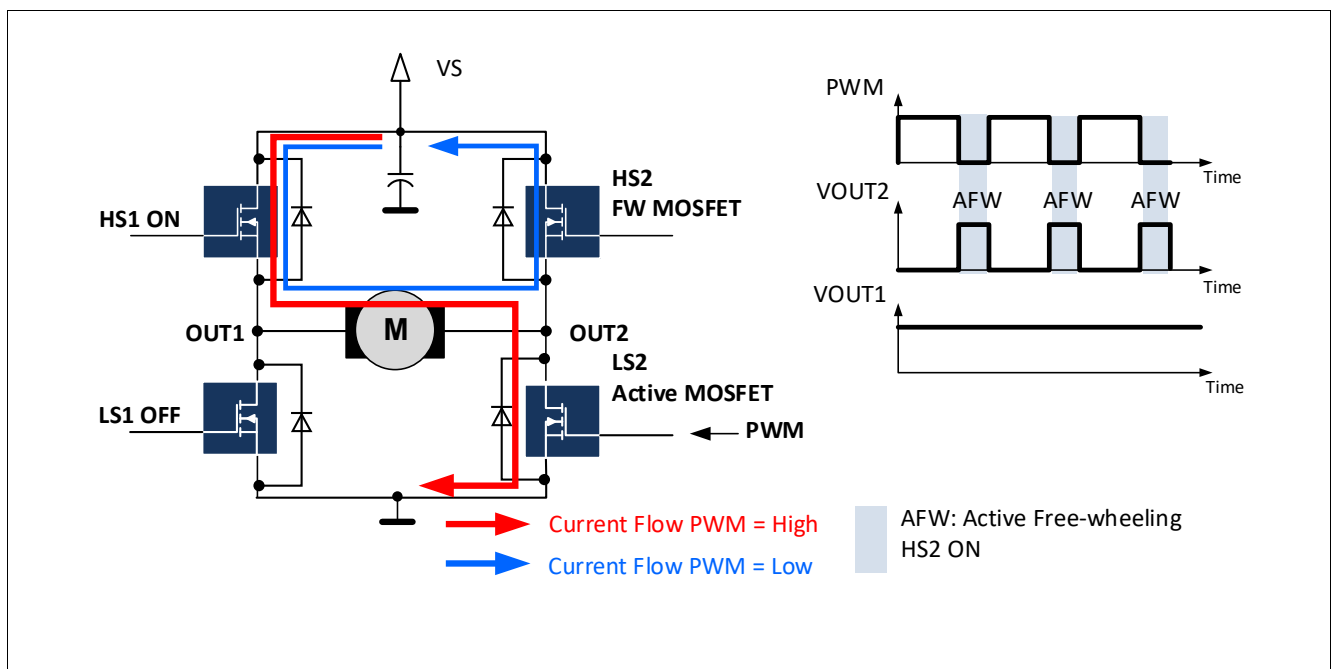 VS
HS1 ON
HS2
FW MOSFET
OUT1
M
OUT2
LS1 OFF
LS2
Active MOSFET
PWM
Current Flow PWM = High
Current Flow PWM = Low
PWM
Time
VOUT2
AFW AFW AFW
Time
VOUT1
Time
AFW: Active Free-wheeling
HS2 ON